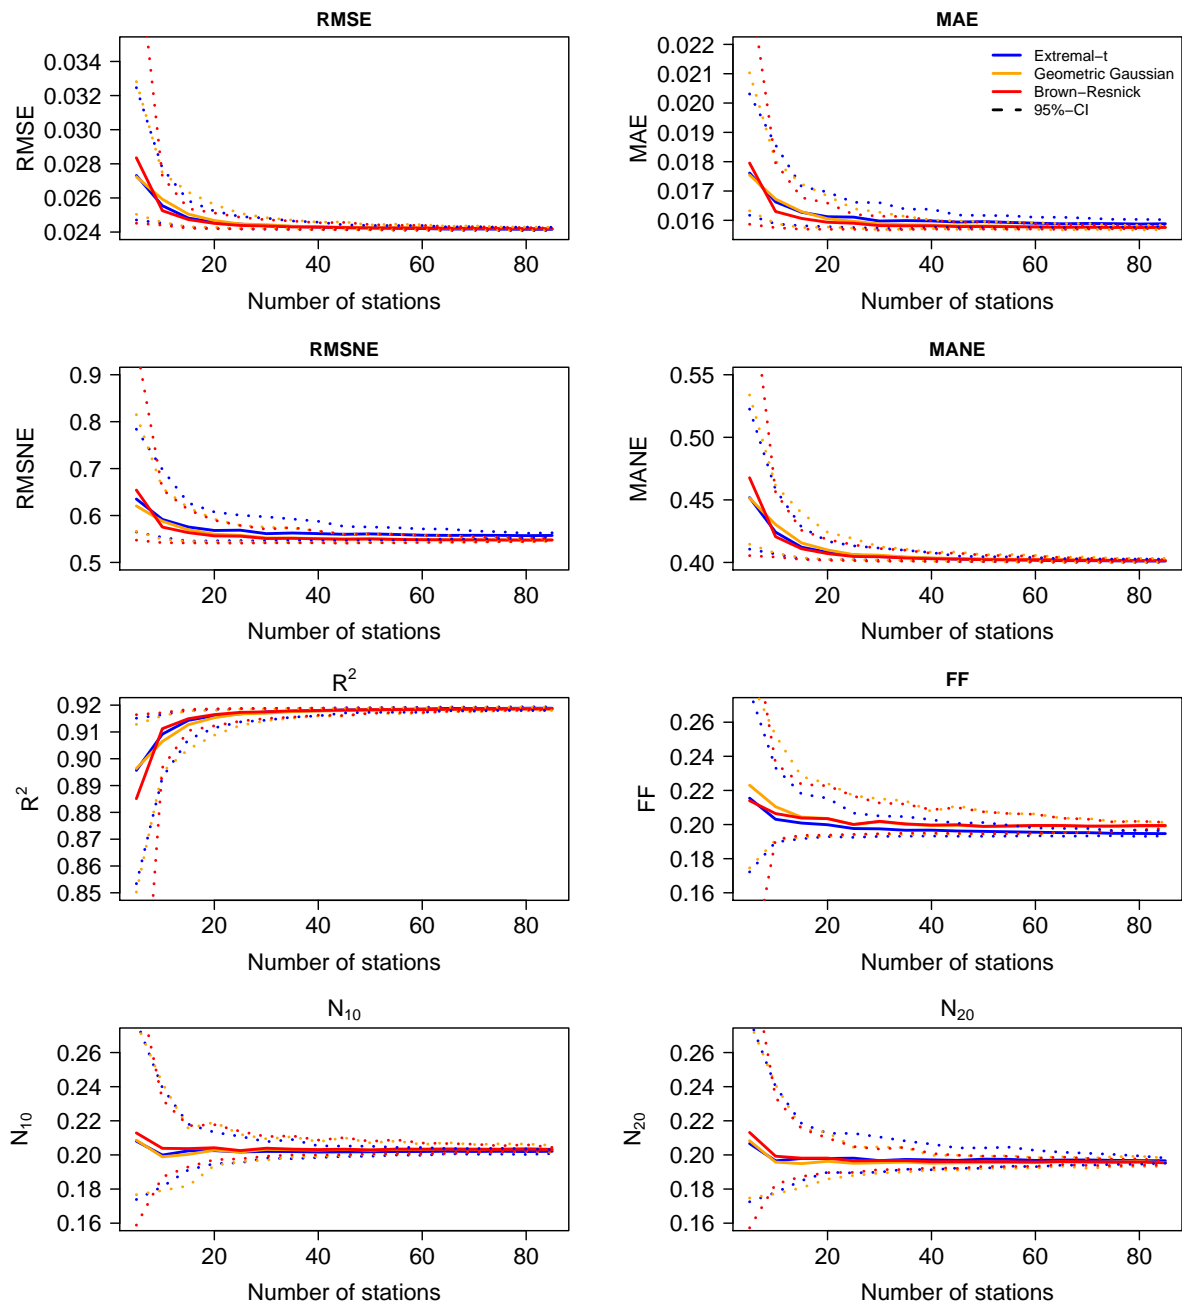 RMSE
RMSE
0.034
0.032
0.030
0.028
0.026
0.024
20 40 60 80
Number of stations
MAE
MAE
0.022
0.021
0.020
0.019
0.018
0.017
0.016
20 40 60 80
Number of stations
Extremal−t
Geometric Gaussian
Brown−Resnick
95%−CI
RMSNE
RMSNE
0.9
0.8
0.7
0.6
0.5
20 40 60 80
Number of stations
MANE
MANE
0.55
0.50
0.45
0.40
20 40 60 80
Number of stations
R²
R²
0.92
0.91
0.90
0.89
0.88
0.87
0.86
0.85
20 40 60 80
Number of stations
FF
FF
0.26
0.24
0.22
0.20
0.18
0.16
20 40 60 80
Number of stations
N₁₀
N₁₀
0.26
0.24
0.22
0.20
0.18
0.16
20 40 60 80
Number of stations
N₂₀
N₂₀
0.26
0.24
0.22
0.20
0.18
0.16
20 40 60 80
Number of stations